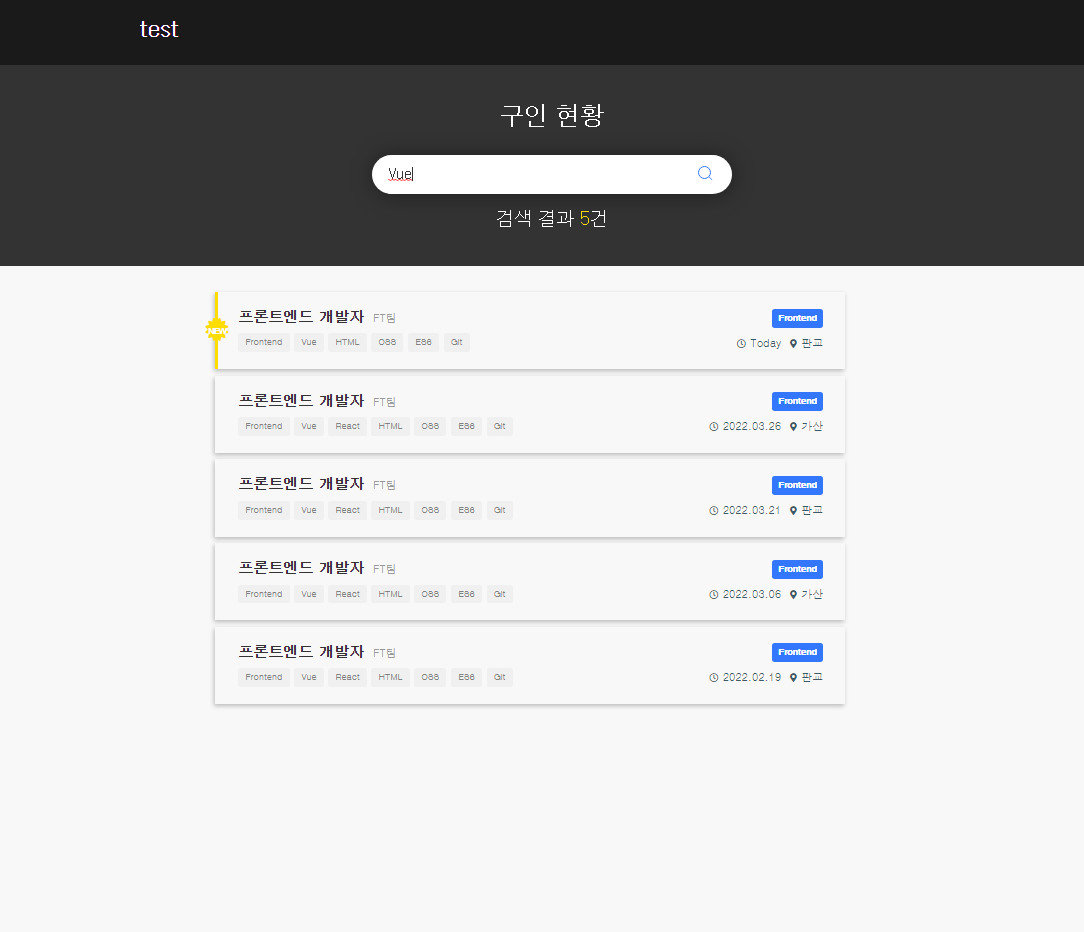 test
구인 현황
Vue
검색 결과 5건
프론트엔드 개발자 FT팀 Frontend
NEW
Frontend Vue HTML CSS ES6 Git Today 판교
프론트엔드 개발자 FT팀 Frontend
Frontend Vue React HTML CSS ES6 Git 2022.03.26 가산
프론트엔드 개발자 FT팀 Frontend
Frontend Vue React HTML CSS ES6 Git 2022.03.21 판교
프론트엔드 개발자 FT팀 Frontend
Frontend Vue React HTML CSS ES6 Git 2022.03.06 가산
프론트엔드 개발자 FT팀 Frontend
Frontend Vue React HTML CSS ES6 Git 2022.02.19 판교